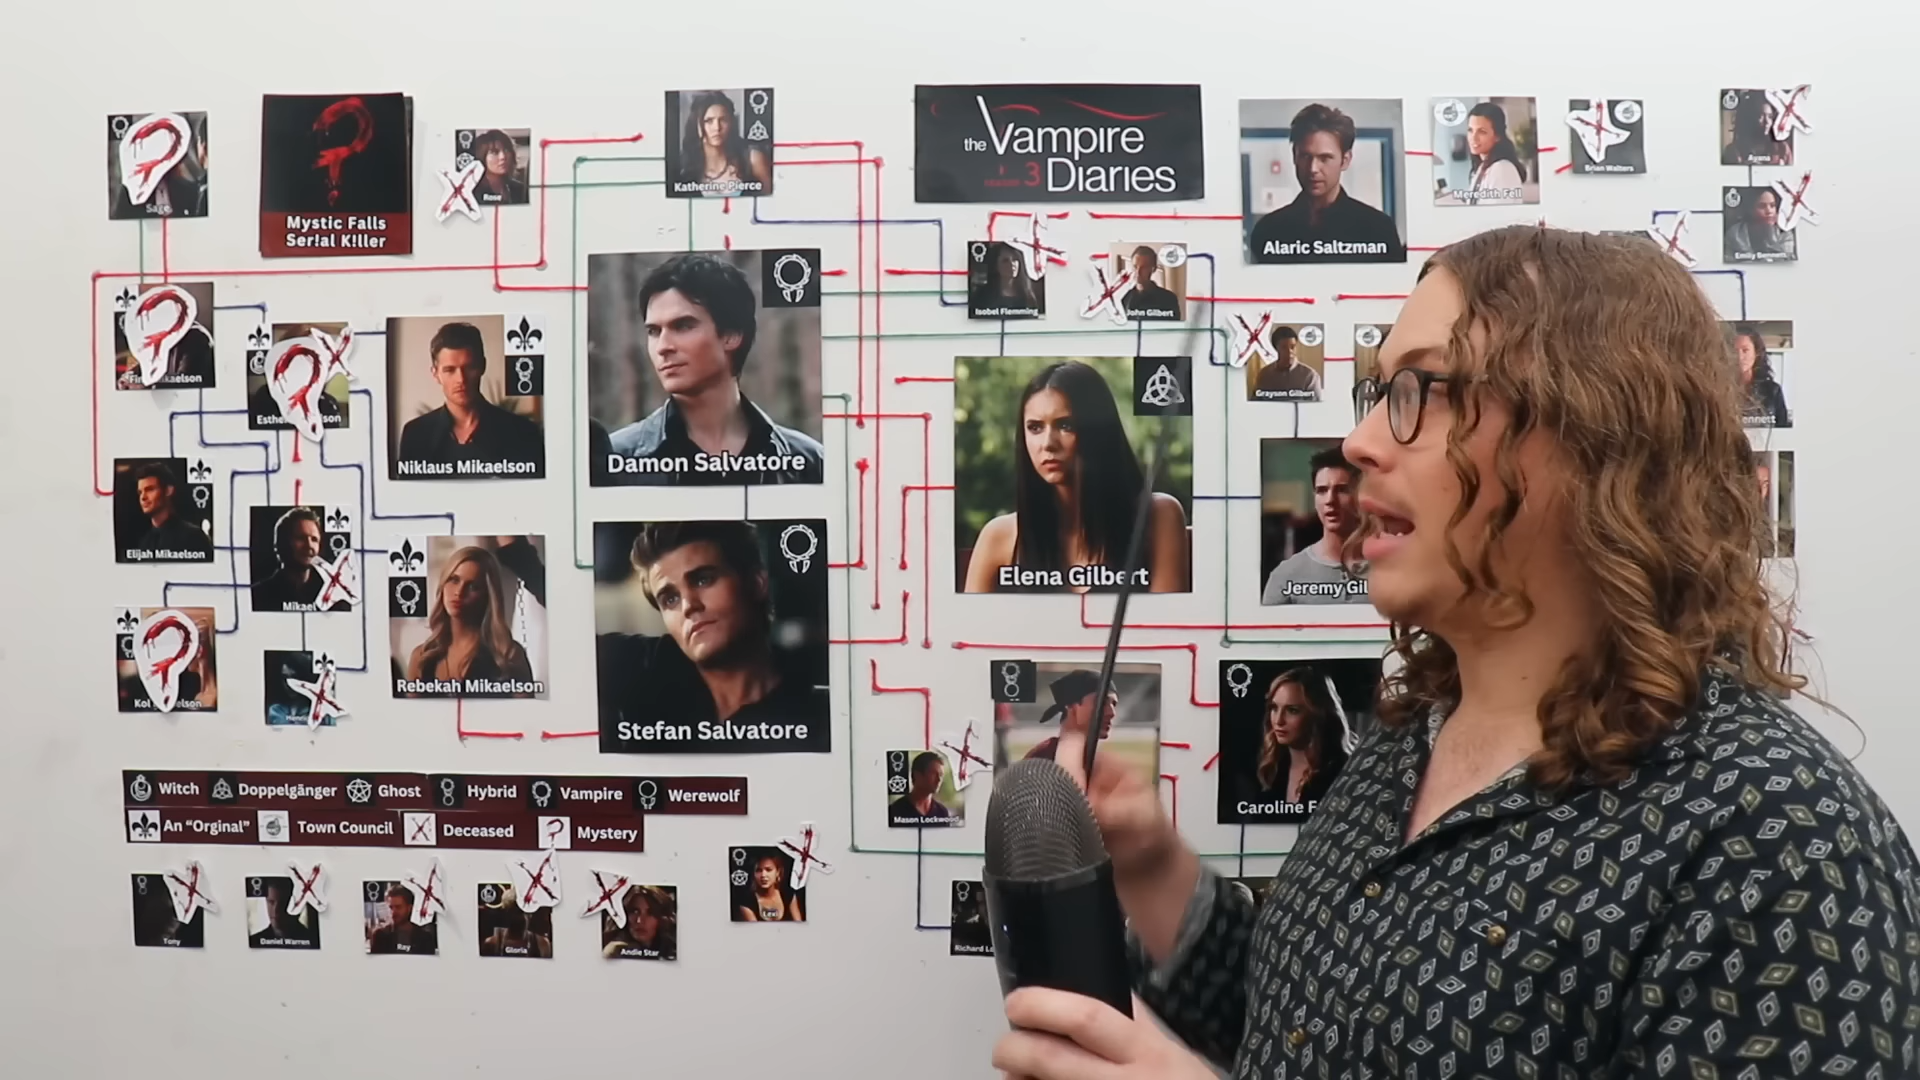 Sage
Mystic Falls
Ser!al K!ller
Rose
Katherine Pierce
the Vampire
season 3 Diaries
Alaric Saltzman
Meredith Fell
Brian Walters
Ayana
Emily Bennett
Isobel Flemming
John Gilbert
Grayson Gilbert
Niklaus Mikaelson
Damon Salvatore
Elena Gilbert
Jeremy Gil
ennett
Elijah Mikaelson
Mikael
Rebekah Mikaelson
Stefan Salvatore
Mason Lockwood
Caroline F
Witch
Doppelgänger
Ghost
Hybrid
Vampire
Werewolf
An “Orginal”
Town Council
Deceased
Mystery
Tony
Daniel Warren
Ray
Gloria
Andie Star
Lexi